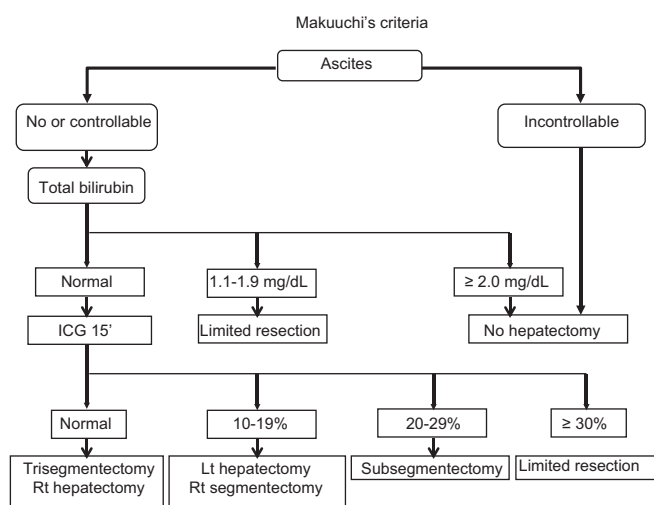 Makuuchi's criteria
Ascites
No or controllable
Incontrollable
Total bilirubin
Normal
1.1-1.9 mg/dL
≥ 2.0 mg/dL
ICG 15'
Limited resection
No hepatectomy
Normal
10-19%
20-29%
≥ 30%
Trisegmentectomy
Rt hepatectomy
Lt hepatectomy
Rt segmentectomy
Subsegmentectomy
Limited resection